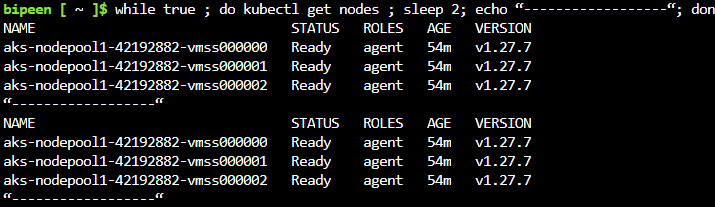 bipeen [ ~ ]$ while true ; do kubectl get nodes ; sleep 2; echo “------------------“; don
NAME                                STATUS   ROLES   AGE   VERSION
aks-nodepool1-42192882-vmss000000   Ready    agent   54m   v1.27.7
aks-nodepool1-42192882-vmss000001   Ready    agent   54m   v1.27.7
aks-nodepool1-42192882-vmss000002   Ready    agent   54m   v1.27.7
“------------------“
NAME                                STATUS   ROLES   AGE   VERSION
aks-nodepool1-42192882-vmss000000   Ready    agent   54m   v1.27.7
aks-nodepool1-42192882-vmss000001   Ready    agent   54m   v1.27.7
aks-nodepool1-42192882-vmss000002   Ready    agent   54m   v1.27.7
“------------------“